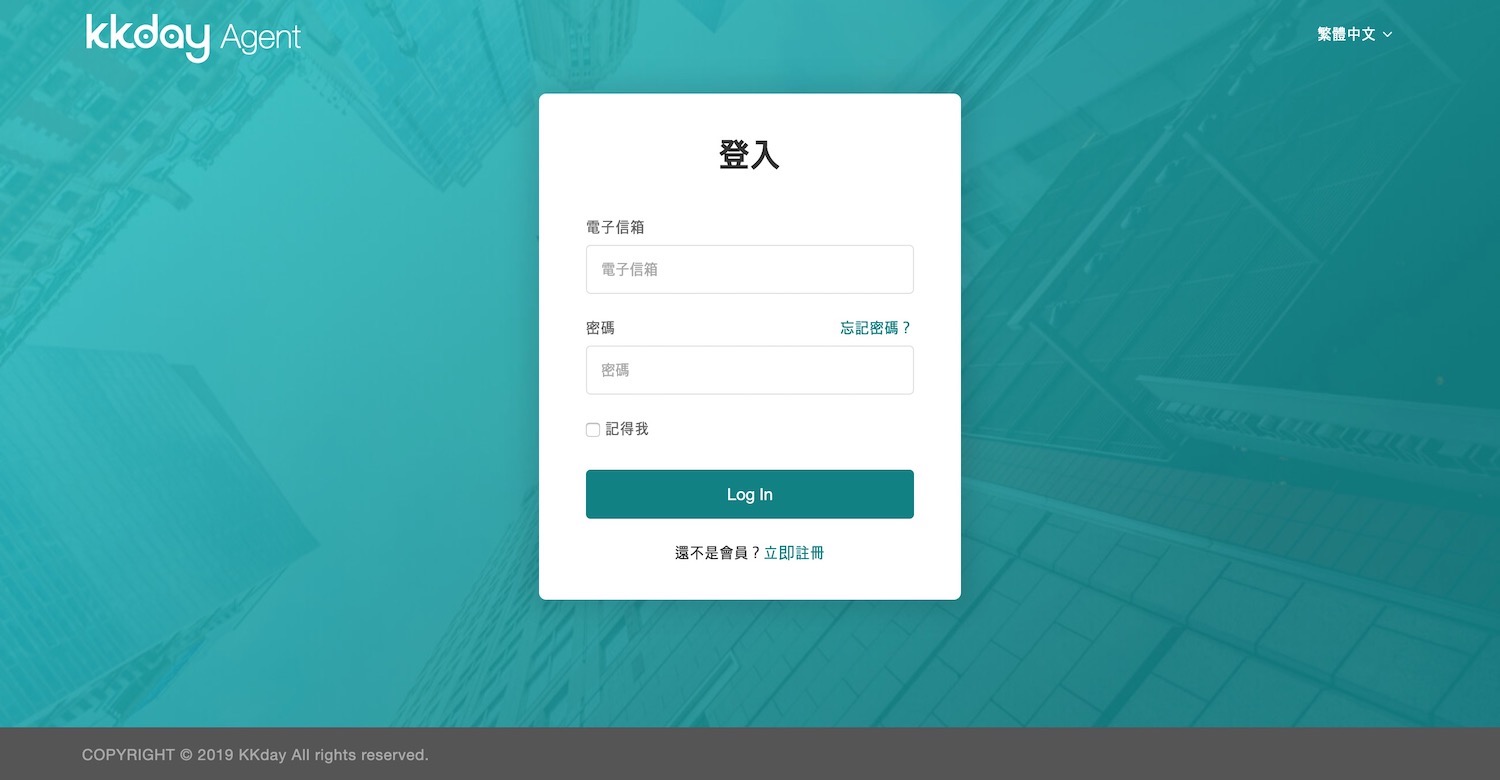 kkday Agent
繁體中文
登入
電子信箱
電子信箱
密碼 忘記密碼？
密碼
記得我
Log In
還不是會員？立即註冊
COPYRIGHT © 2019 KKday All rights reserved.